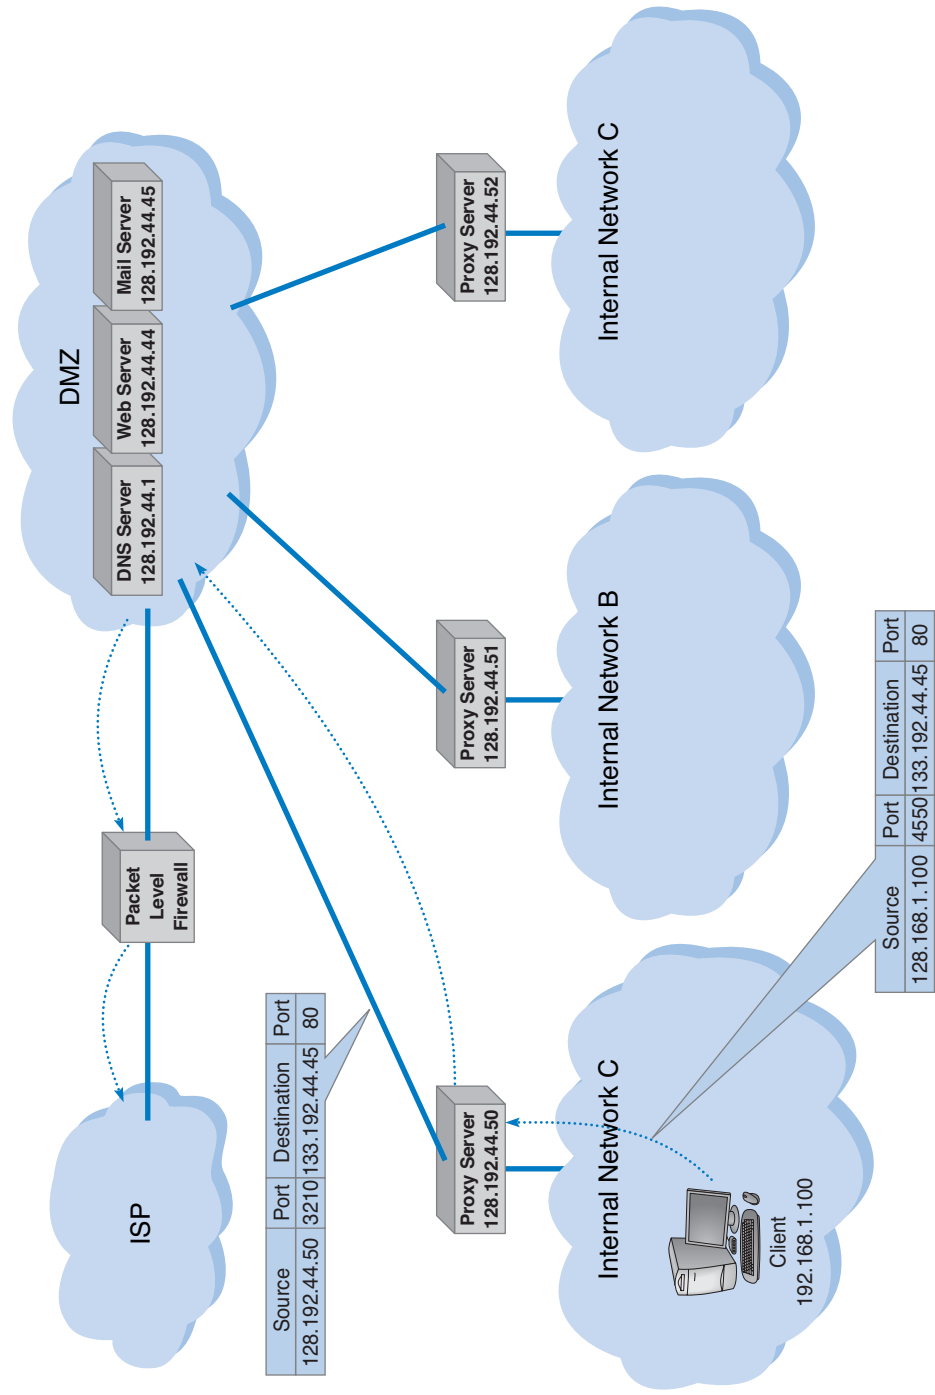 ISP
Packet
Level
Firewall
DMZ
DNS Server
128.192.44.1
Web Server
128.192.44.44
Mail Server
128.192.44.45
Source Port Destination Port
128.192.44.50 3210 133.192.44.45 80
Proxy Server
128.192.44.50
Proxy Server
128.192.44.51
Proxy Server
128.192.44.52
Internal Network C
Client
192.168.1.100
Internal Network B
Internal Network C
Source Port Destination Port
128.168.1.100 4550 133.192.44.45 80